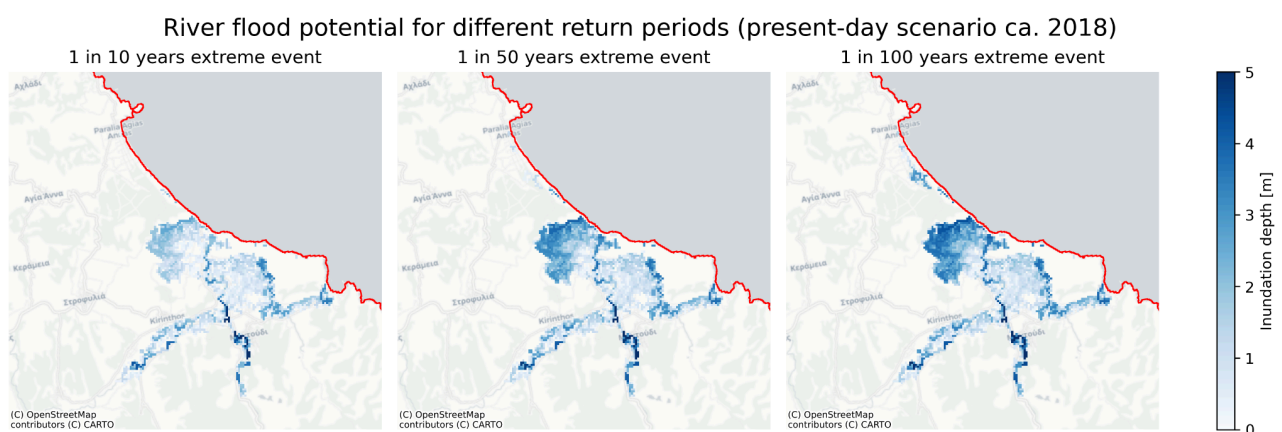 River flood potential for different return periods (present-day scenario ca. 2018)
1 in 10 years extreme event
1 in 50 years extreme event
1 in 100 years extreme event
Αχλάδι
Paralia Agias
Annas
Αγία Άννα
Κεράμεια
Στροφυλιά
Kirinthos
(C) OpenStreetMap
contributors (C) CARTO
Αχλάδι
Paralia Agias
Αγία Άννα
Κεράμεια
Στροφυλιά
Kirinthos
(C) OpenStreetMap
contributors (C) CARTO
Αχλάδι
Paralia Agias
Αγία Άννα
Κεράμεια
Στροφυλιά
Kirinthos
(C) OpenStreetMap
contributors (C) CARTO
5
4
3
2
1
0
Inundation depth [m]